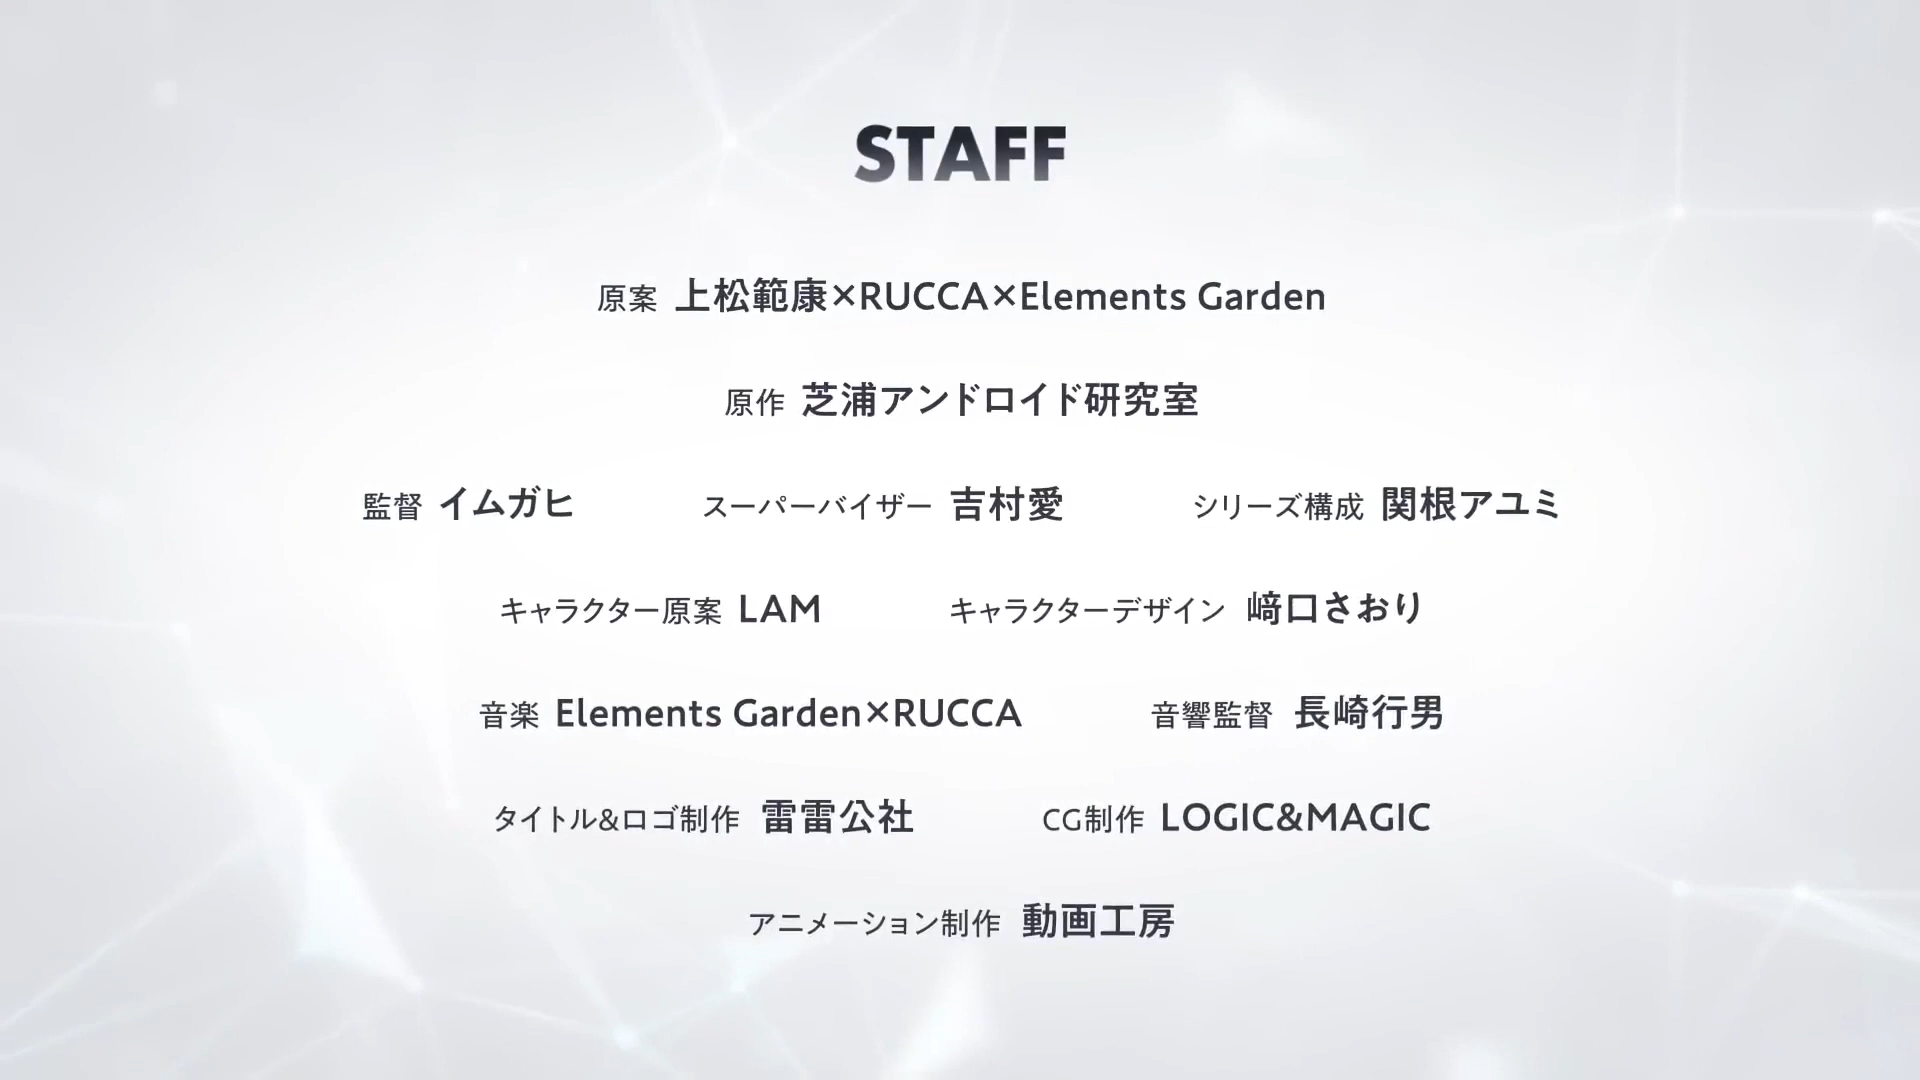 STAFF
原案 上松範康×RUCCA×Elements Garden
原作 芝浦アンドロイド研究室
監督 イムガヒ スーパーバイザー 吉村愛 シリーズ構成 関根アユミ
キャラクター原案 LAM キャラクターデザイン 﨑口さおり
音楽 Elements Garden×RUCCA 音響監督 長崎行男
タイトル&ロゴ制作 雷雷公社 CG制作 LOGIC&MAGIC
アニメーション制作 動画工房